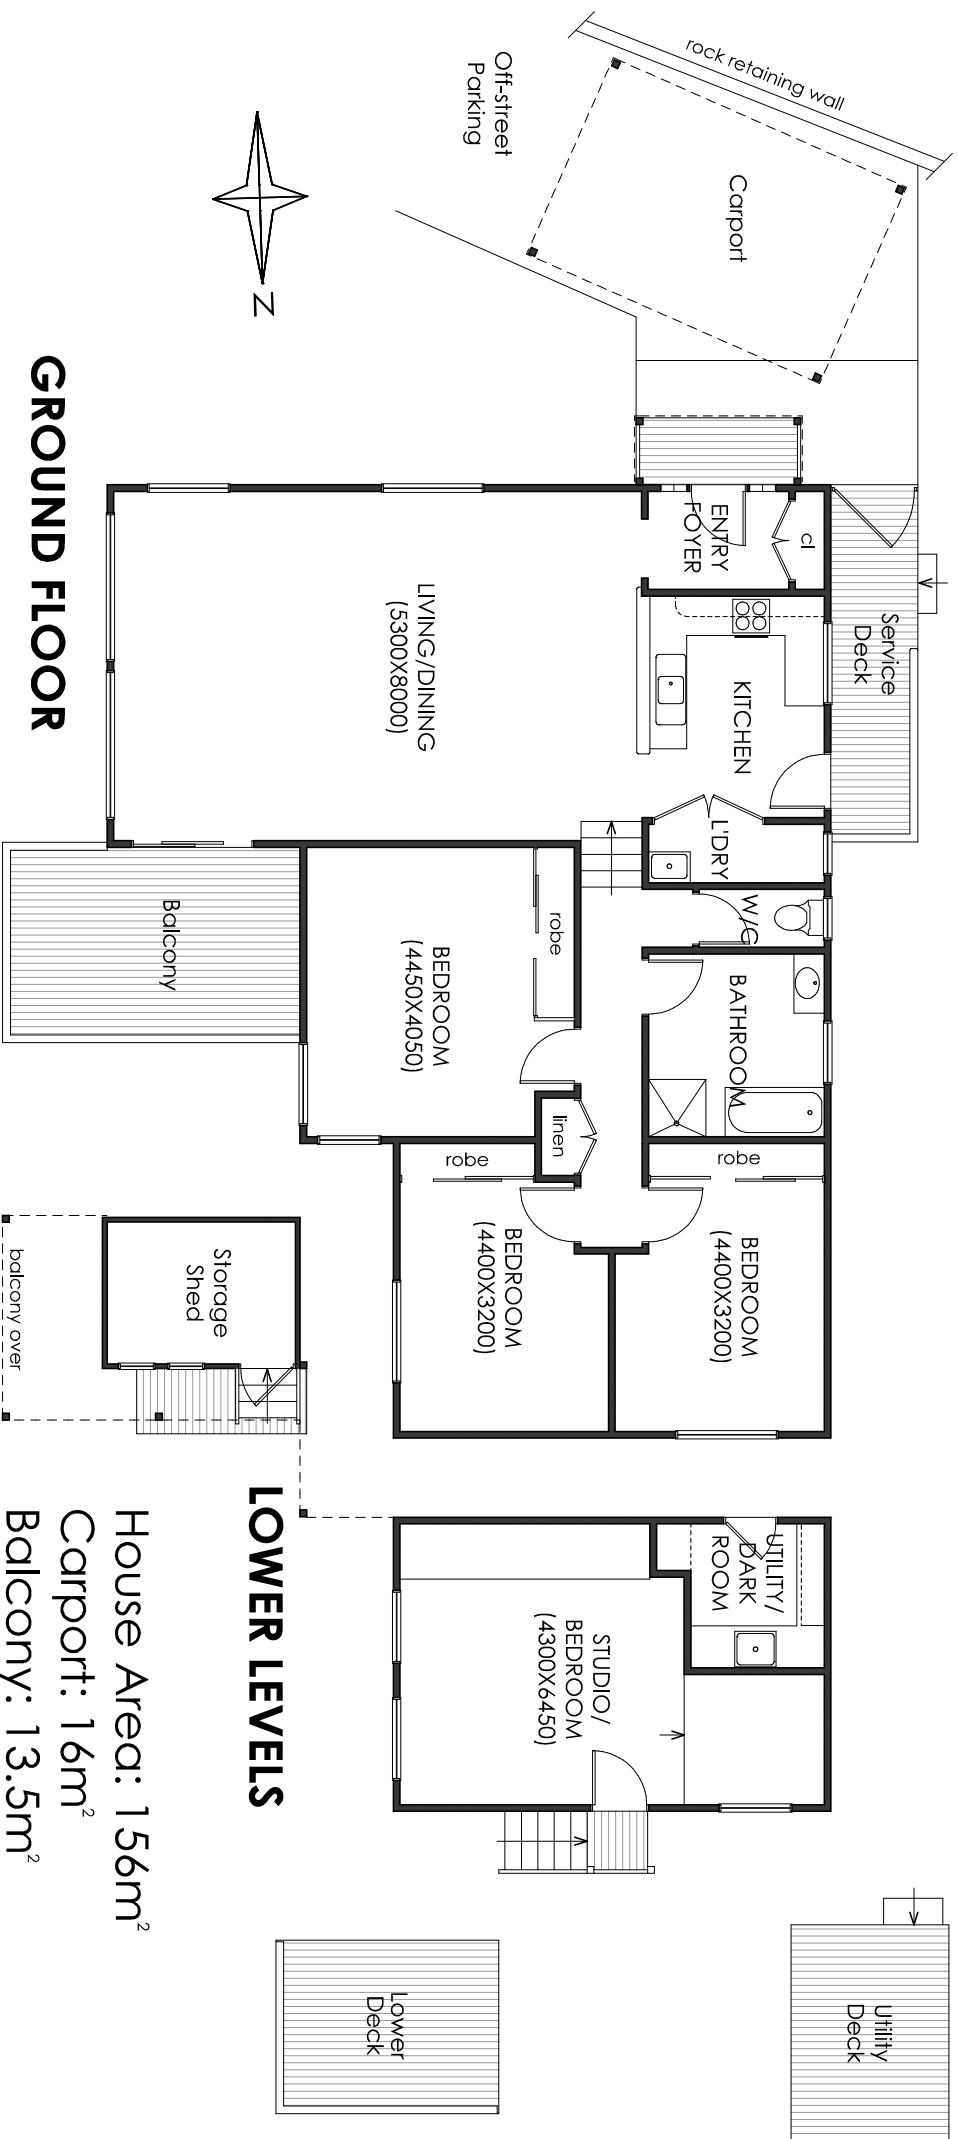 rock retaining wall
Off-street
Parking
Carport
N
GROUND FLOOR
ENTRY
FOYER
cl
Service
Deck
LIVING/DINING
(5300X8000)
KITCHEN
L'DRY
W/C
robe
Balcony
BEDROOM
(4450X4050)
BATHROOM
linen
robe
robe
BEDROOM
(4400X3200)
BEDROOM
(4400X3200)
Storage
Shed
balcony over
LOWER LEVELS
UTILITY/
DARK
ROOM
STUDIO/
BEDROOM
(4300X6450)
House Area: 156m²
Carport: 16m²
Balcony: 13.5m²
Lower
Deck
Utility
Deck